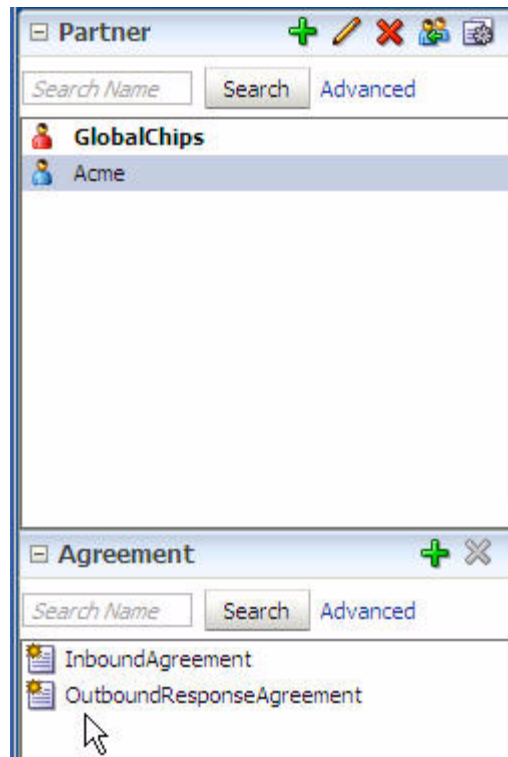 Partner
Search Name Search Advanced
GlobalChips
Acme
Agreement
Search Name Search Advanced
InboundAgreement
OutboundResponseAgreement